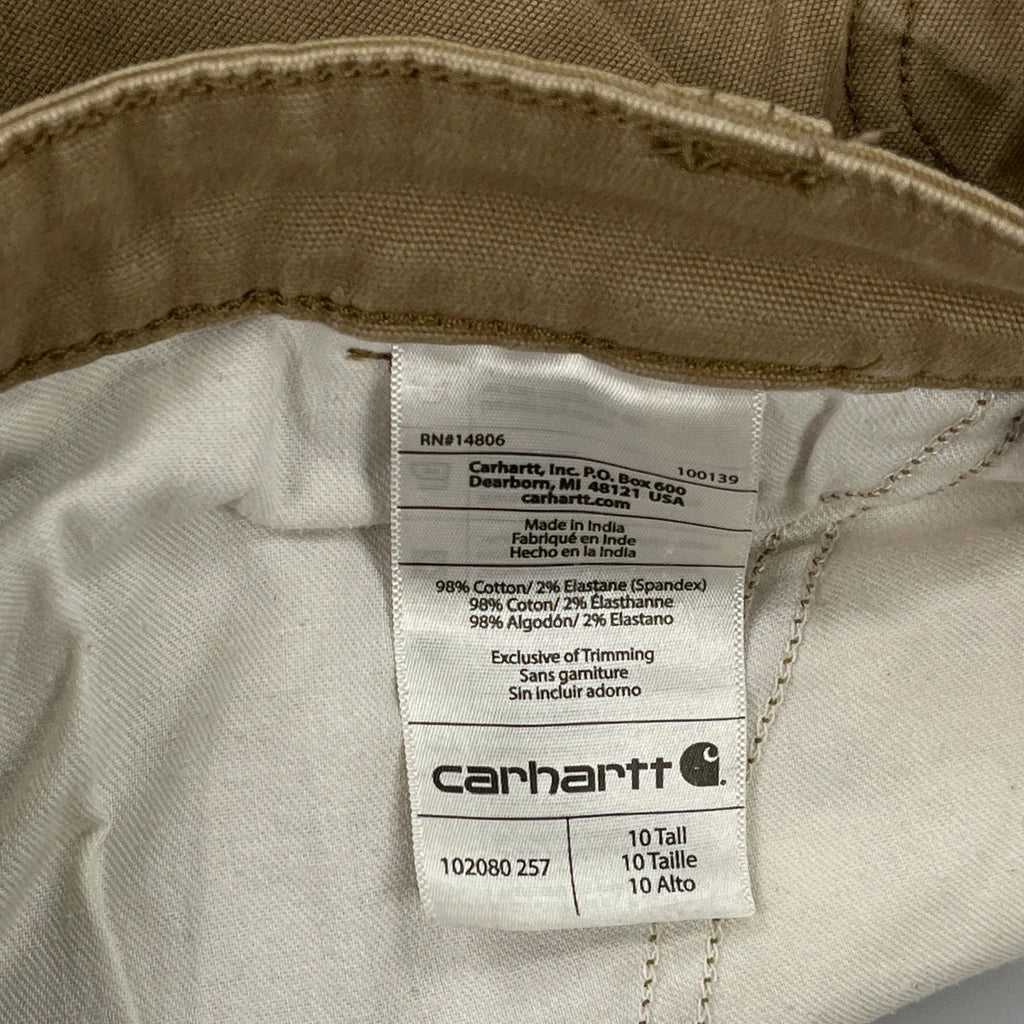 RN#14806
100139
Carhartt, Inc. P.O. Box 600
Dearborn, MI 48121 USA
carhartt.com
Made in India
Fabriqué en Inde
Hecho en la India
98% Cotton/ 2% Elastane (Spandex)
98% Coton/ 2% Élasthanne
98% Algodón/ 2% Elastano
Exclusive of Trimming
Sans garniture
Sin incluir adorno
carhartt
102080 257
10 Tall
10 Taille
10 Alto